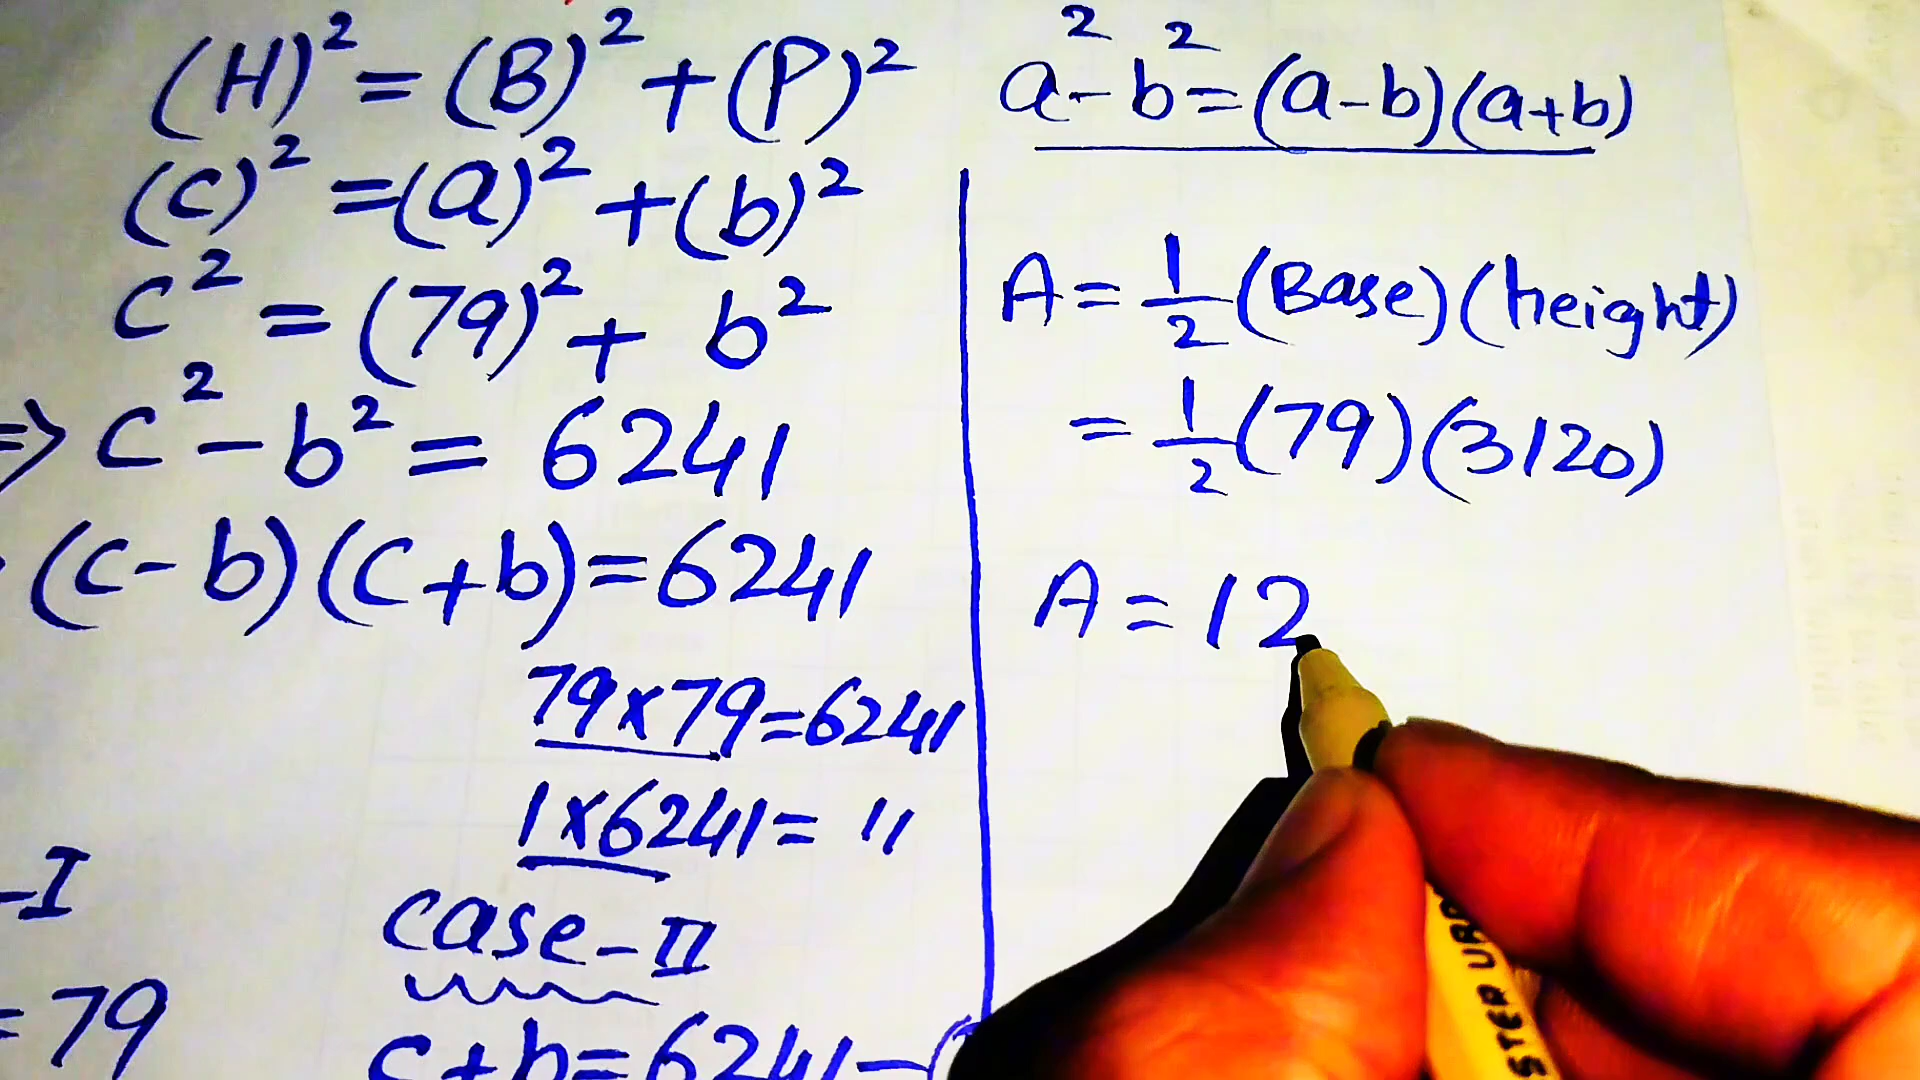 (H)² = (B)² + (P)²
(c)² = (a)² + (b)²
c² = (79)² + b²
⇒ c² - b² = 6241
(c - b) (c + b) = 6241
79 × 79 = 6241
1 × 6241 = "
-I
case - II
= 79
c + b = 6241 -
a² - b² = (a - b) (a + b)
A = 1/2 (Base) (height)
= 1/2 (79) (3120)
A = 12